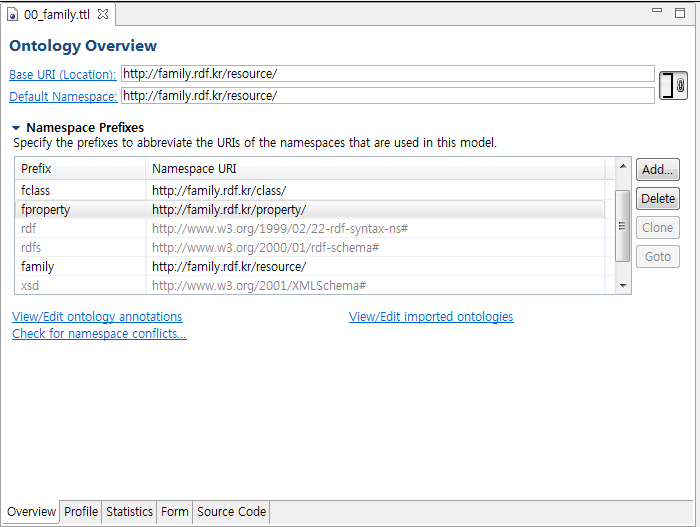 00_family.ttl
Ontology Overview
Base URI (Location): http://family.rdf.kr/resource/
Default Namespace: http://family.rdf.kr/resource/
Namespace Prefixes
Specify the prefixes to abbreviate the URIs of the namespaces that are used in this model.
Prefix Namespace URI Add...
fclass http://family.rdf.kr/class/
fproperty http://family.rdf.kr/property/ Delete
rdf http://www.w3.org/1999/02/22-rdf-syntax-ns# Clone
rdfs http://www.w3.org/2000/01/rdf-schema# Goto
family http://family.rdf.kr/resource/
xsd http://www.w3.org/2001/XMLSchema#
View/Edit ontology annotations View/Edit imported ontologies
Check for namespace conflicts...
Overview Profile Statistics Form Source Code